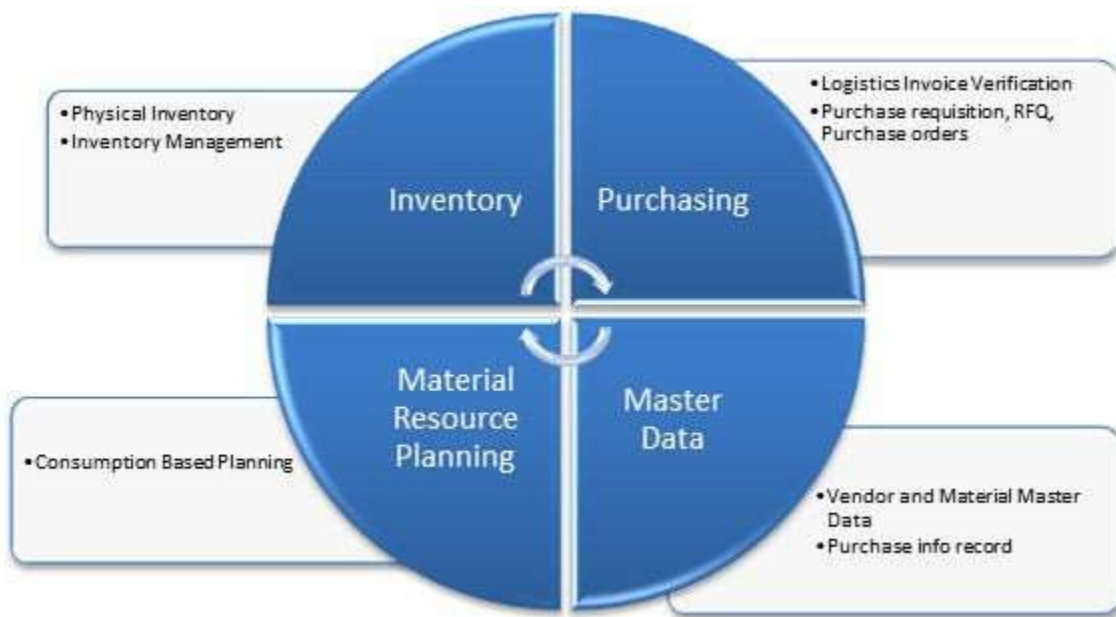 •Physical Inventory
•Inventory Management
Inventory
Purchasing
•Logistics Invoice Verification
•Purchase requisition, RFQ,
Purchase orders
•Consumption Based Planning
Material
Resource
Planning
Master
Data
•Vendor and Material Master
Data
•Purchase info record